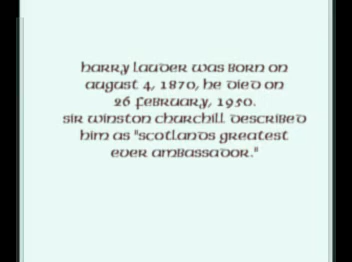 harry lauder was born on
august 4, 1870, he died on
26 february, 1950.
sir winston churchill described
him as "scotlands greatest
ever ambassador."